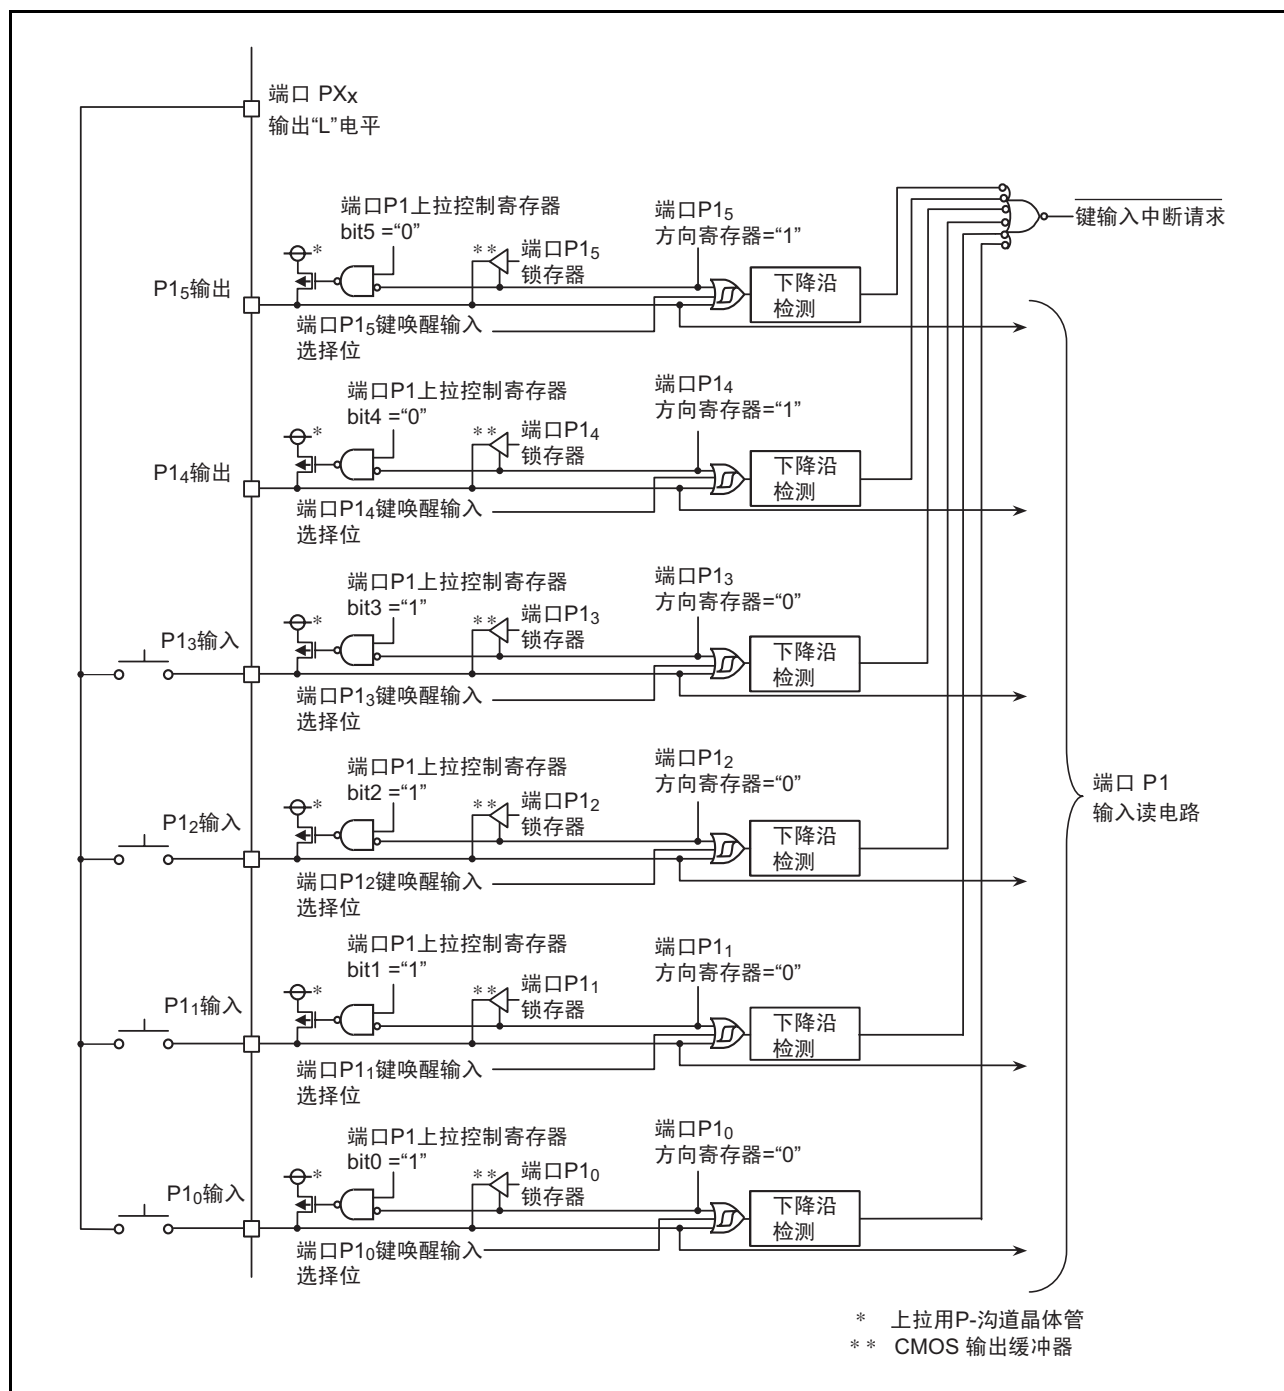 端口 PXx
输出“L”电平
键输入中断请求
端口P1上拉控制寄存器
bit5 =“0”
*
**
端口P15
锁存器
端口P15
方向寄存器=“1”
P15输出
下降沿
检测
端口P15键唤醒输入
选择位
端口P1上拉控制寄存器
bit4 =“0”
*
**
端口P14
锁存器
端口P14
方向寄存器=“1”
P14输出
下降沿
检测
端口P14键唤醒输入
选择位
端口P1上拉控制寄存器
bit3 =“1”
*
**
端口P13
锁存器
端口P13
方向寄存器=“0”
P13输入
下降沿
检测
端口P13键唤醒输入
选择位
端口P1上拉控制寄存器
bit2 =“1”
*
**
端口P12
锁存器
端口P12
方向寄存器=“0”
P12输入
下降沿
检测
端口P12键唤醒输入
选择位
端口 P1
输入读电路
端口P1上拉控制寄存器
bit1 =“1”
*
**
端口P11
锁存器
端口P11
方向寄存器=“0”
P11输入
下降沿
检测
端口P11键唤醒输入
选择位
端口P1上拉控制寄存器
bit0 =“1”
*
**
端口P10
锁存器
端口P10
方向寄存器=“0”
P10输入
下降沿
检测
端口P10键唤醒输入
选择位
* 上拉用P-沟道晶体管
** CMOS 输出缓冲器